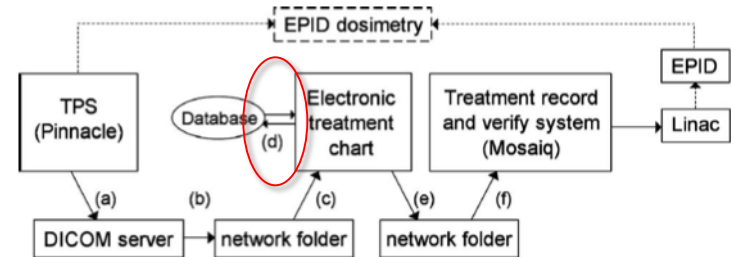 EPID dosimetry
EPID
TPS
(Pinnacle)
Database
(d)
Electronic
treatment
chart
Treatment record
and verify system
(Mosaiq)
Linac
(a)
(b)
(c)
(e)
(f)
DICOM server
network folder
network folder